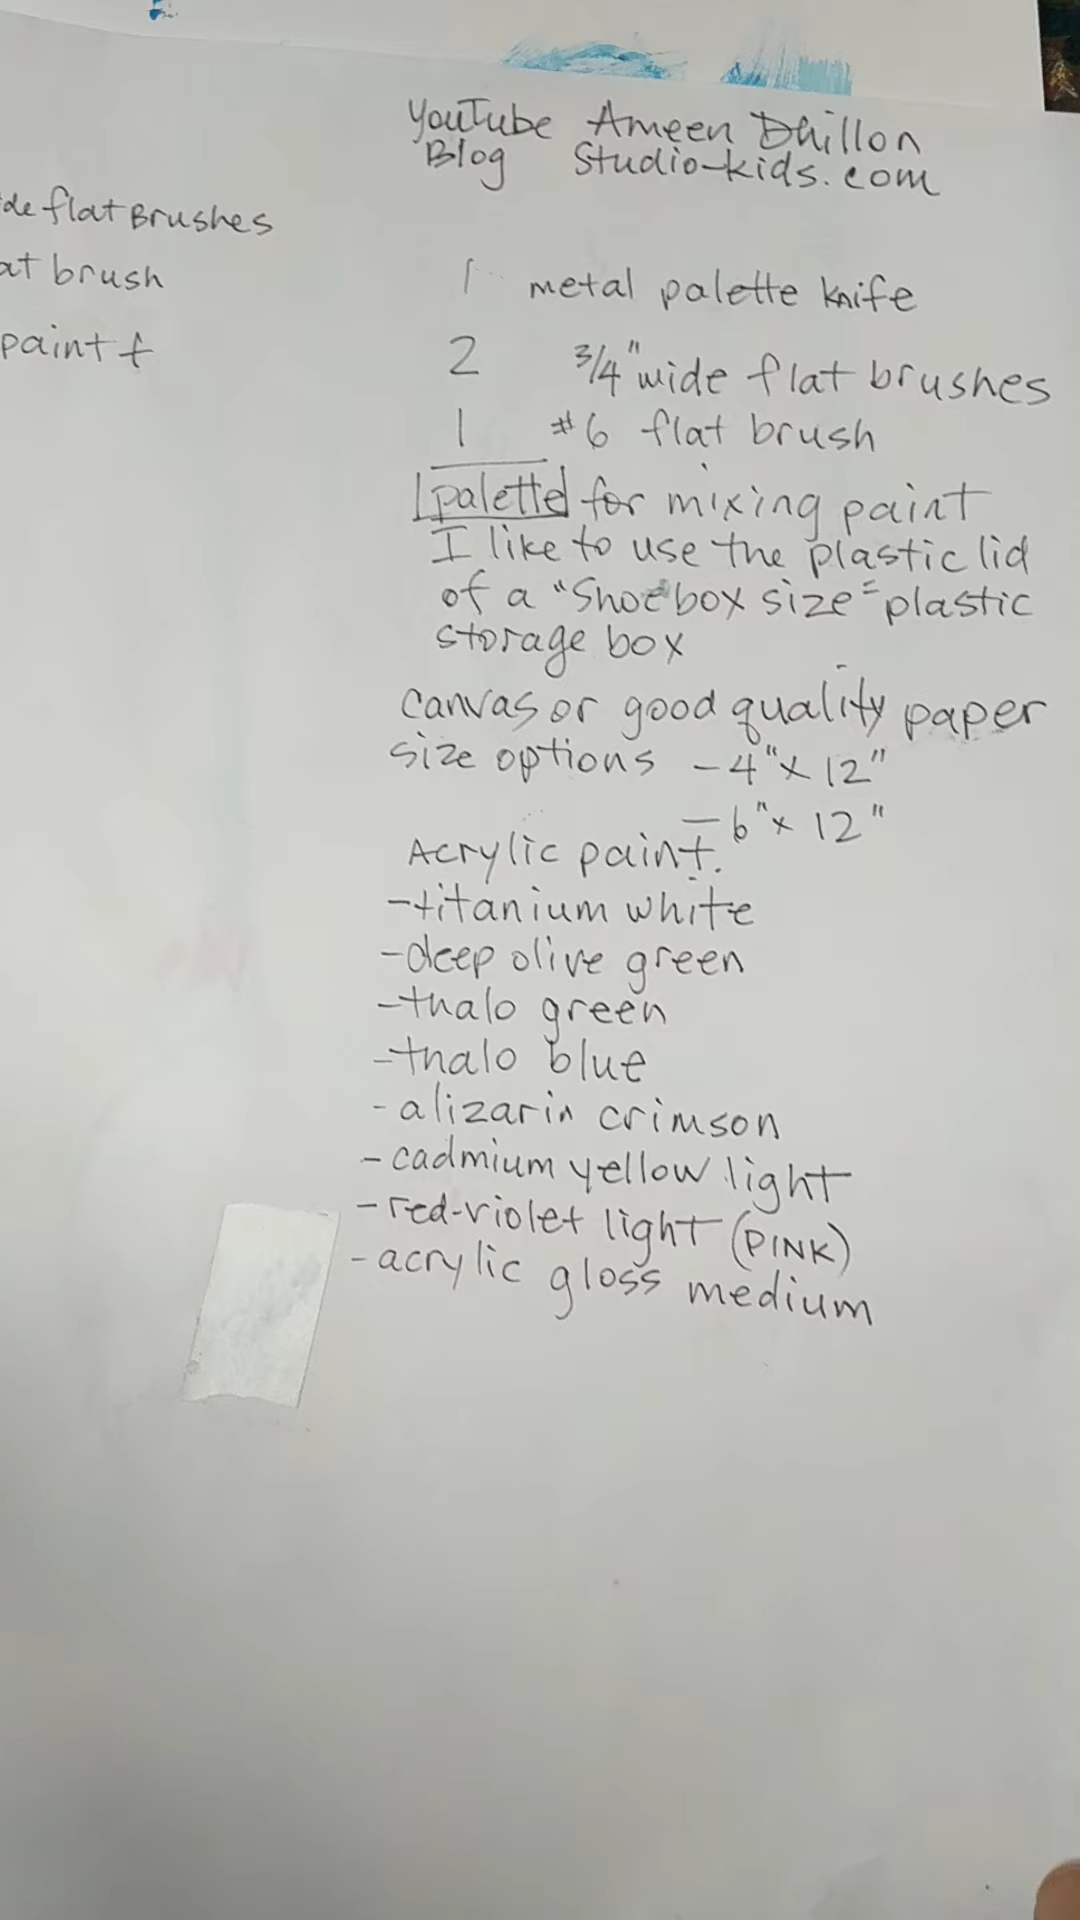 YouTube Ameen Dhillon
Blog Studio-kids.com
de flat Brushes
at brush
paint f
1 metal palette knife
2 3/4" wide flat brushes
1 #6 flat brush
1 palette for mixing paint
I like to use the plastic lid
of a "Shoebox size" plastic
storage box
canvas or good quality paper
size options - 4" x 12"
- 6" x 12"
Acrylic paint.
- titanium white
- deep olive green
- thalo green
- thalo blue
- alizarin crimson
- cadmium yellow light
- red-violet light (PINK)
- acrylic gloss medium